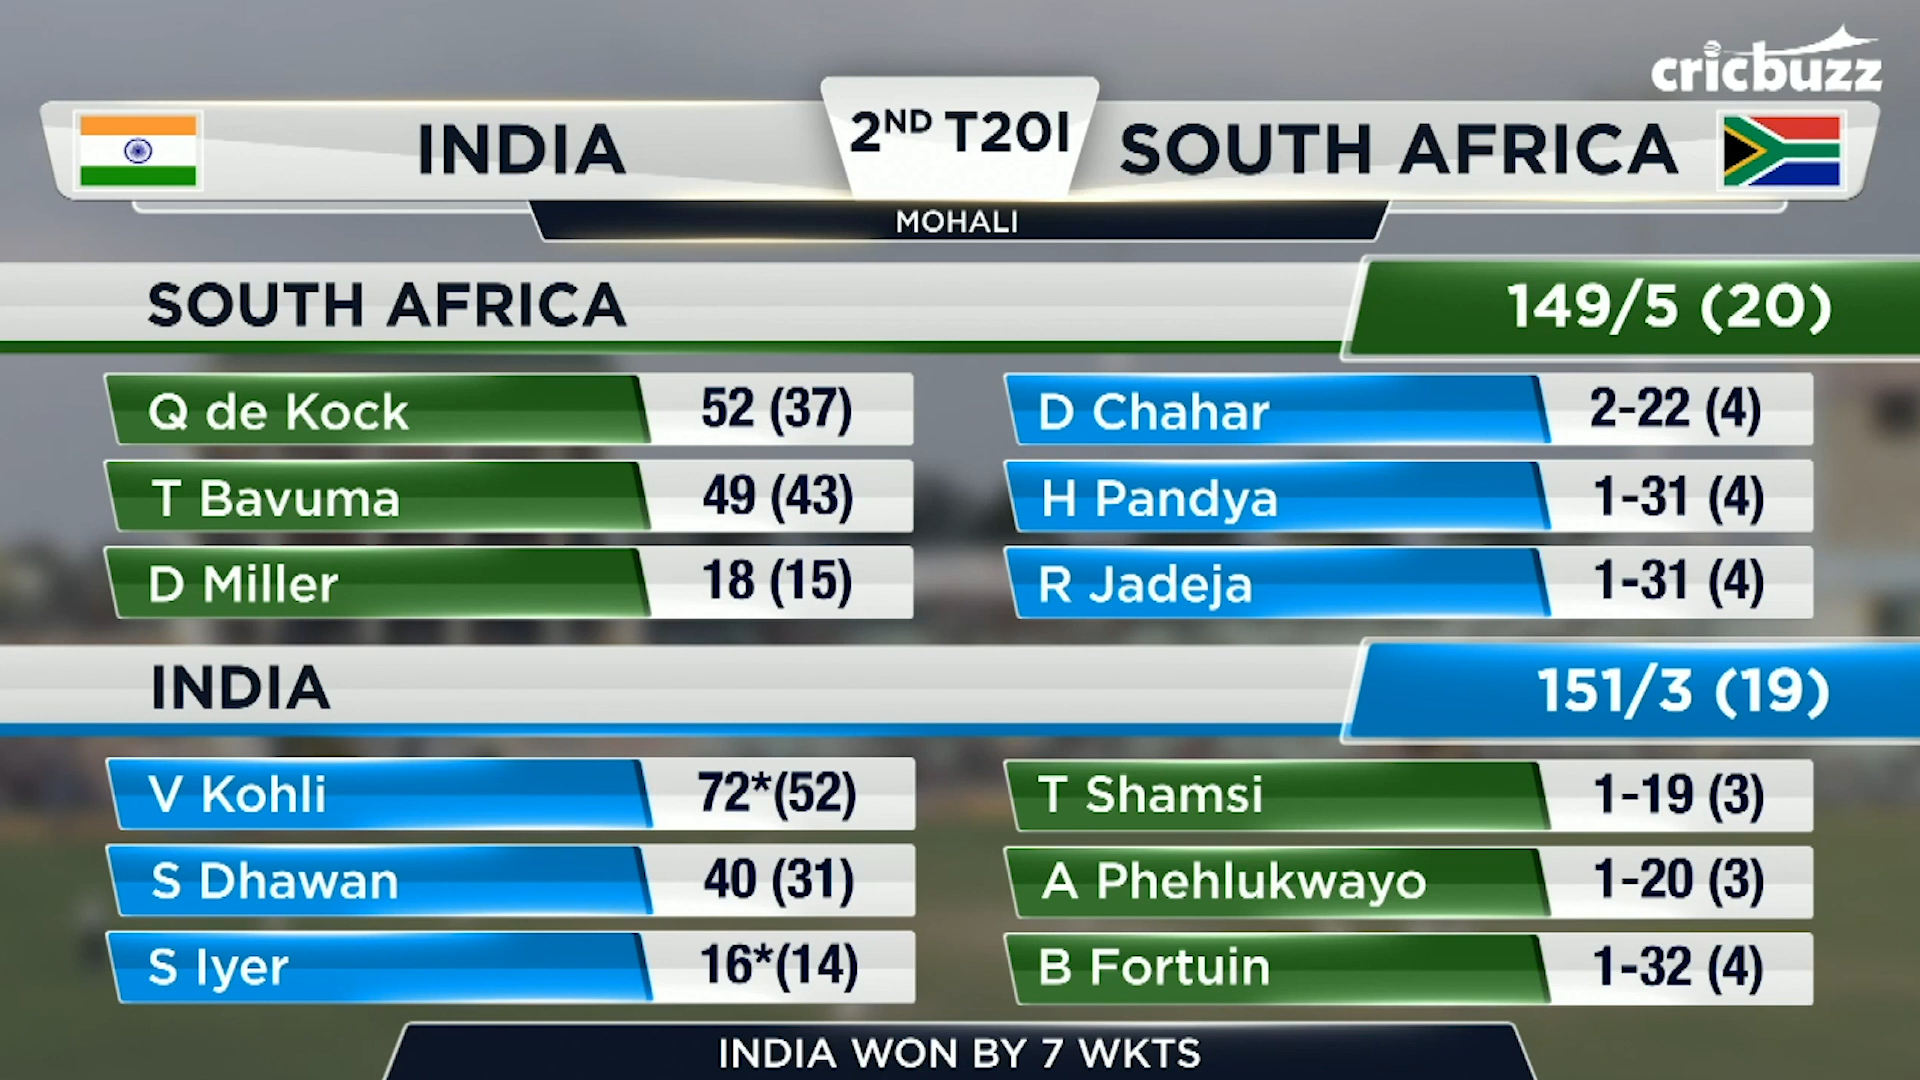 cricbuzz
INDIA 2ND T20I SOUTH AFRICA
MOHALI
SOUTH AFRICA 149/5 (20)
Q de Kock 52 (37) D Chahar 2-22 (4)
T Bavuma 49 (43) H Pandya 1-31 (4)
D Miller 18 (15) R Jadeja 1-31 (4)
INDIA 151/3 (19)
V Kohli 72*(52) T Shamsi 1-19 (3)
S Dhawan 40 (31) A Phehlukwayo 1-20 (3)
S Iyer 16*(14) B Fortuin 1-32 (4)
INDIA WON BY 7 WKTS